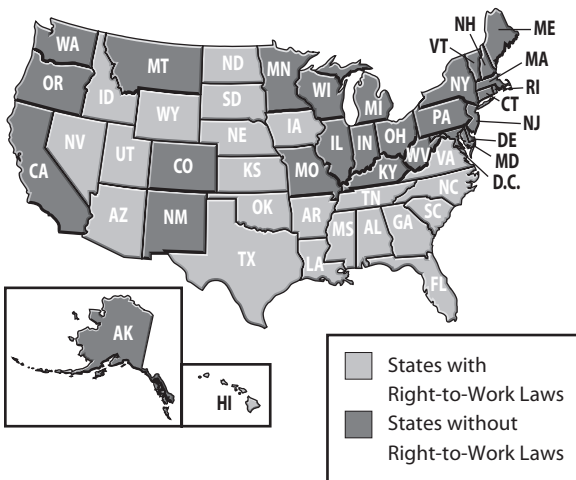 WA
OR
CA
NV
ID
MT
WY
UT
AZ
CO
NM
ND
SD
NE
KS
OK
TX
MN
IA
MO
AR
LA
WI
IL
MI
IN
OH
KY
TN
MS
AL
GA
FL
SC
NC
VA
WV
PA
NY
VT
NH
ME
MA
RI
CT
NJ
DE
MD
D.C.
AK
HI
States with
Right-to-Work Laws
States without
Right-to-Work Laws